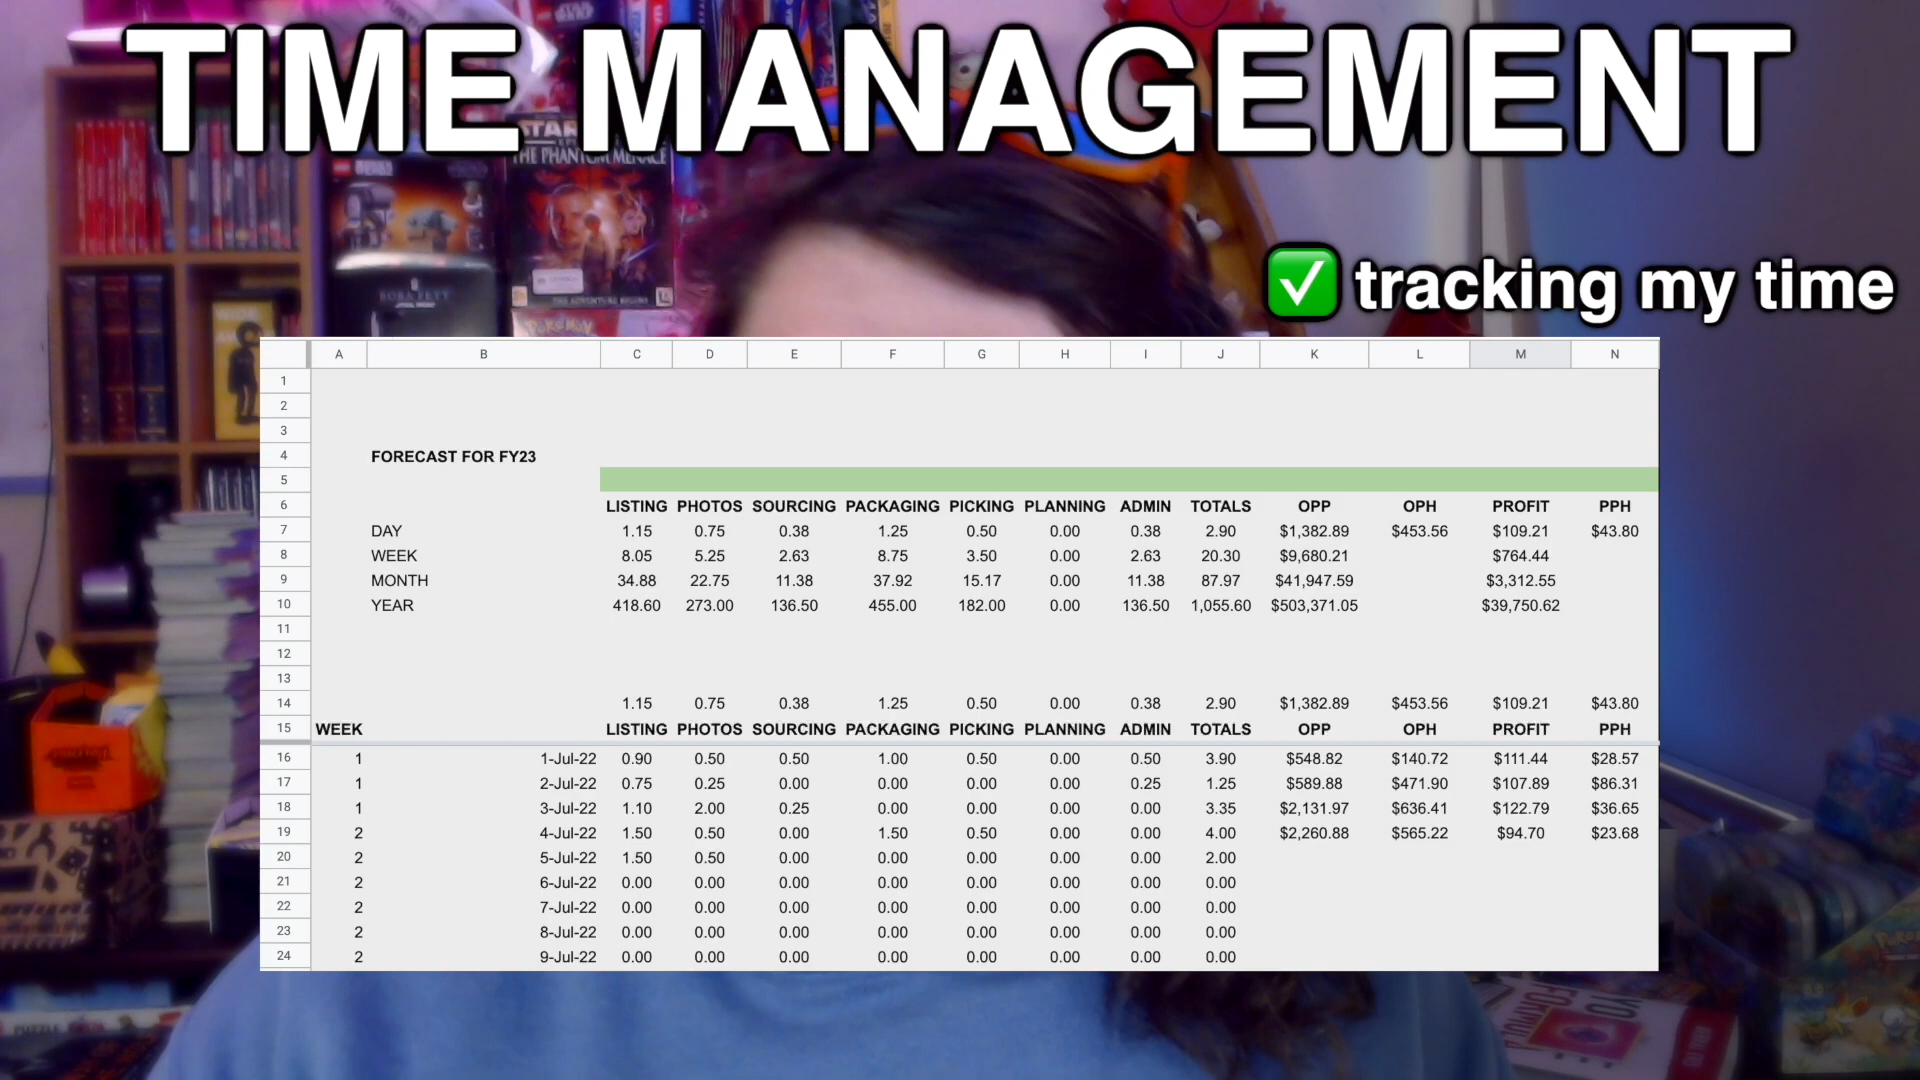 TIME MANAGEMENT
STAR
THE PHANTOM MENACE
BOBA FETT
THE ADVENTURE BEGINS
POKéMON
✅ tracking my time
A B C D E F G H I J K L M N
1
2
3
4 FORECAST FOR FY23
5
6 LISTING PHOTOS SOURCING PACKAGING PICKING PLANNING ADMIN TOTALS OPP OPH PROFIT PPH
7 DAY 1.15 0.75 0.38 1.25 0.50 0.00 0.38 2.90 $1,382.89 $453.56 $109.21 $43.80
8 WEEK 8.05 5.25 2.63 8.75 3.50 0.00 2.63 20.30 $9,680.21 $764.44
9 MONTH 34.88 22.75 11.38 37.92 15.17 0.00 11.38 87.97 $41,947.59 $3,312.55
10 YEAR 418.60 273.00 136.50 455.00 182.00 0.00 136.50 1,055.60 $503,371.05 $39,750.62
11
12
13
14 1.15 0.75 0.38 1.25 0.50 0.00 0.38 2.90 $1,382.89 $453.56 $109.21 $43.80
15 WEEK LISTING PHOTOS SOURCING PACKAGING PICKING PLANNING ADMIN TOTALS OPP OPH PROFIT PPH
16 1 1-Jul-22 0.90 0.50 0.50 1.00 0.50 0.00 0.50 3.90 $548.82 $140.72 $111.44 $28.57
17 1 2-Jul-22 0.75 0.25 0.00 0.00 0.00 0.00 0.25 1.25 $589.88 $471.90 $107.89 $86.31
18 1 3-Jul-22 1.10 2.00 0.25 0.00 0.00 0.00 0.00 3.35 $2,131.97 $636.41 $122.79 $36.65
19 2 4-Jul-22 1.50 0.50 0.00 1.50 0.50 0.00 0.00 4.00 $2,260.88 $565.22 $94.70 $23.68
20 2 5-Jul-22 1.50 0.50 0.00 0.00 0.00 0.00 0.00 2.00
21 2 6-Jul-22 0.00 0.00 0.00 0.00 0.00 0.00 0.00 0.00
22 2 7-Jul-22 0.00 0.00 0.00 0.00 0.00 0.00 0.00 0.00
23 2 8-Jul-22 0.00 0.00 0.00 0.00 0.00 0.00 0.00 0.00
24 2 9-Jul-22 0.00 0.00 0.00 0.00 0.00 0.00 0.00 0.00